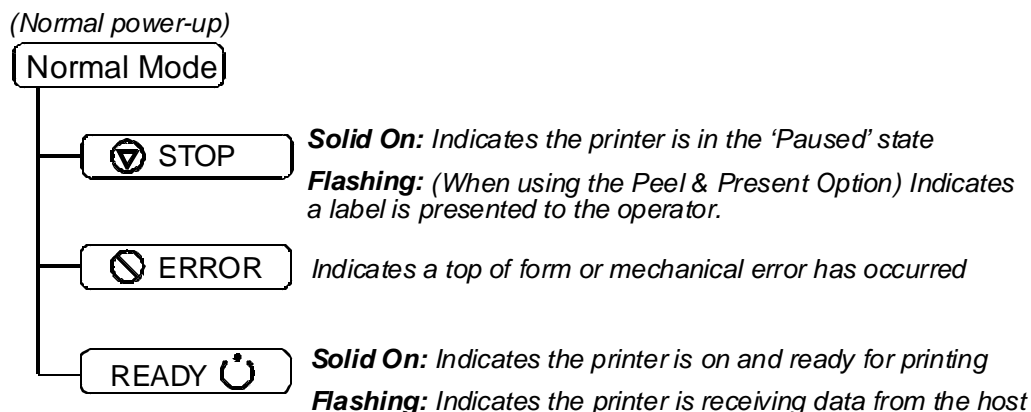 (Normal power-up)
Normal Mode
STOP
Solid On: Indicates the printer is in the ‘Paused’ state
Flashing: (When using the Peel & Present Option) Indicates
a label is presented to the operator.
ERROR
Indicates a top of form or mechanical error has occurred
READY
Solid On: Indicates the printer is on and ready for printing
Flashing: Indicates the printer is receiving data from the host